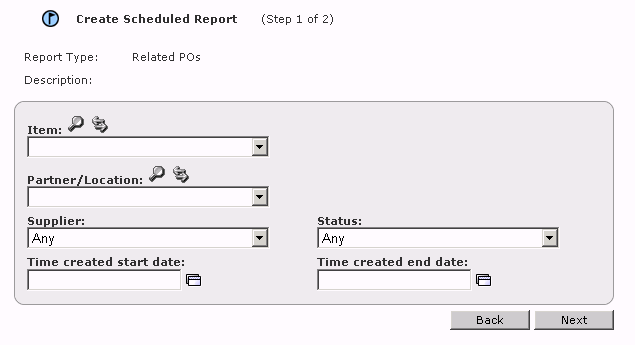 Create Scheduled Report (Step 1 of 2)
Report Type: Related POs
Description:
Item:
Partner/Location:
Supplier: Status:
Any Any
Time created start date: Time created end date:
Back Next